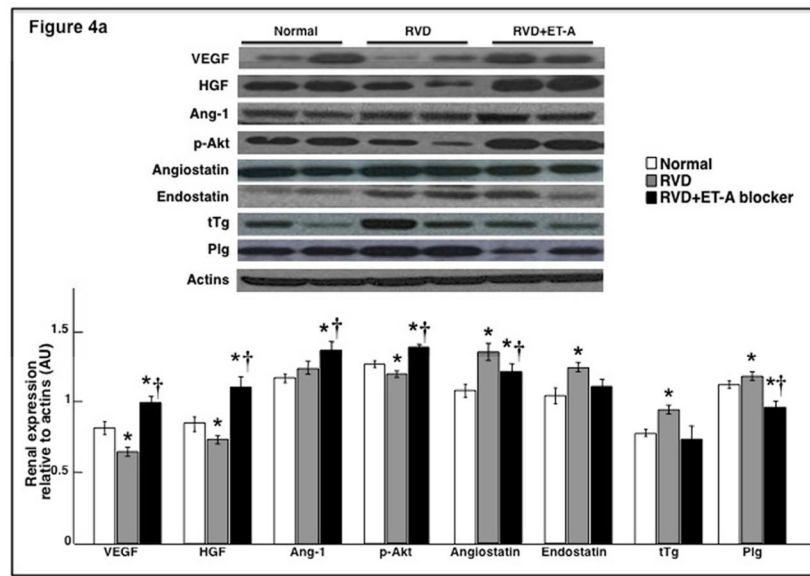 Figure 4a
Normal RVD RVD+ET-A
VEGF
HGF
Ang-1
p-Akt
Angiostatin
Endostatin
tTg
Plg
Actins
Normal
RVD
RVD+ET-A blocker
Renal expression
relative to actins (AU)
1.5
1
0.5
0
*† *† *† *† * *† * * * *†
* * *
VEGF HGF Ang-1 p-Akt Angiostatin Endostatin tTg Plg